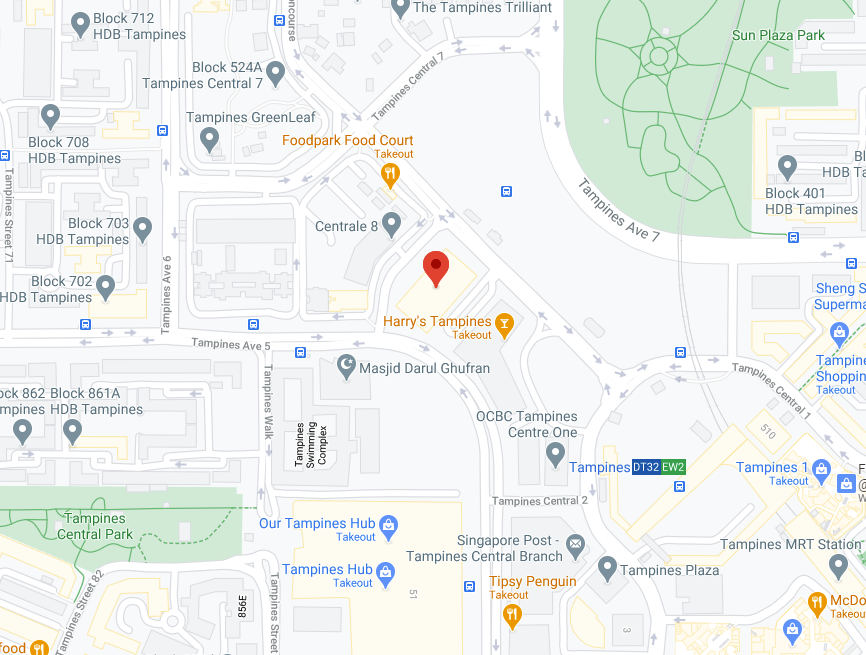 Block 712
HDB Tampines
oncourse
The Tampines Trilliant
Sun Plaza Park
Block 524A
Tampines Central 7
Tampines Central 7
Tampines GreenLeaf
Block 708
HDB Tampines
Foodpark Food Court
Takeout
Bl
HDB Ta
Block 401
HDB Tampines
Tampines Street 71
Block 703
HDB Tampines
Centrale 8
Tampines Ave 7
Block 702
HDB Tampines
Tampines Ave 6
Sheng S
Superma
Harry's Tampines
Takeout
Tampines Ave 5
Masjid Darul Ghufran
Tampine
Shoppin
Takeout
Tampines Central 1
ock 862
mpines
Block 861A
HDB Tampines
Tampines Walk
Tampines
Swimming
Complex
OCBC Tampines
Centre One
510
Tampines
DT32
EW2
Tampines 1
Takeout
F
@
W
Tampines Central 2
Tampines
Central Park
Our Tampines Hub
Takeout
Singapore Post -
Tampines Central Branch
Tampines MRT Station
Tampines Hub
Takeout
Tampines Plaza
Tampines Street 82
Tampines Street
856E
51
Tipsy Penguin
Takeout
3
McDo
Takeou
food